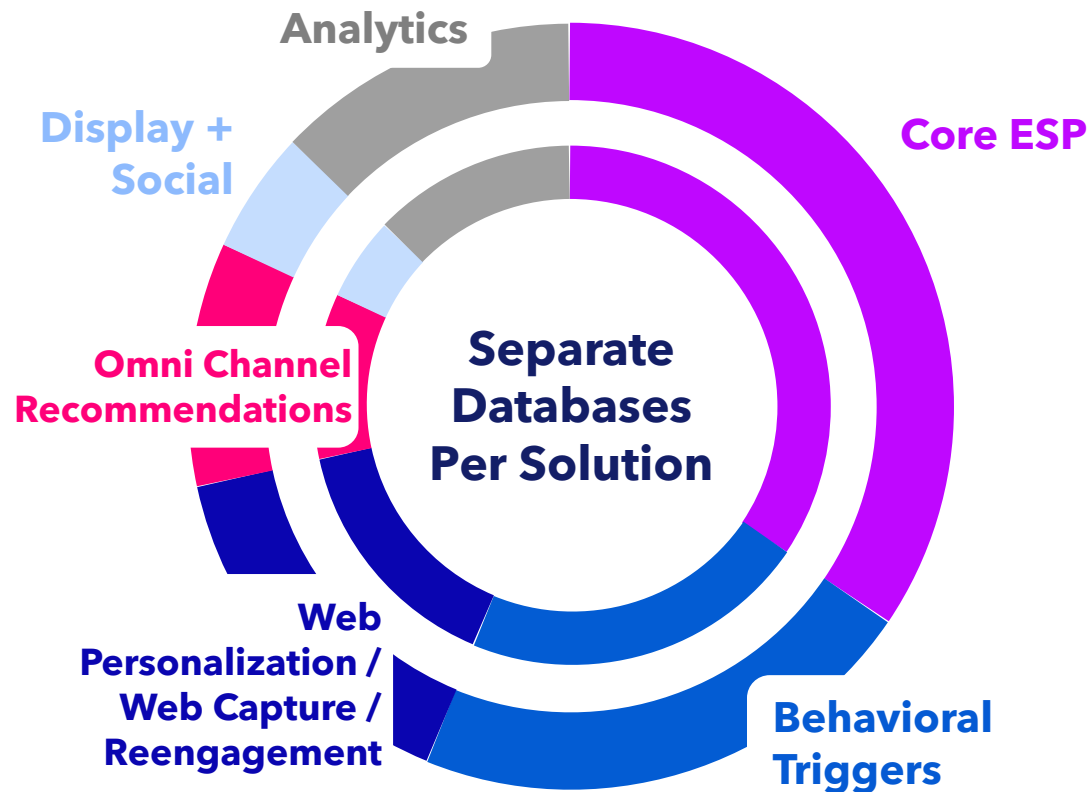 Analytics
Display +
Social
Core ESP
Omni Channel
Recommendations
Separate
Databases
Per Solution
Web
Personalization /
Web Capture /
Reengagement
Behavioral
Triggers